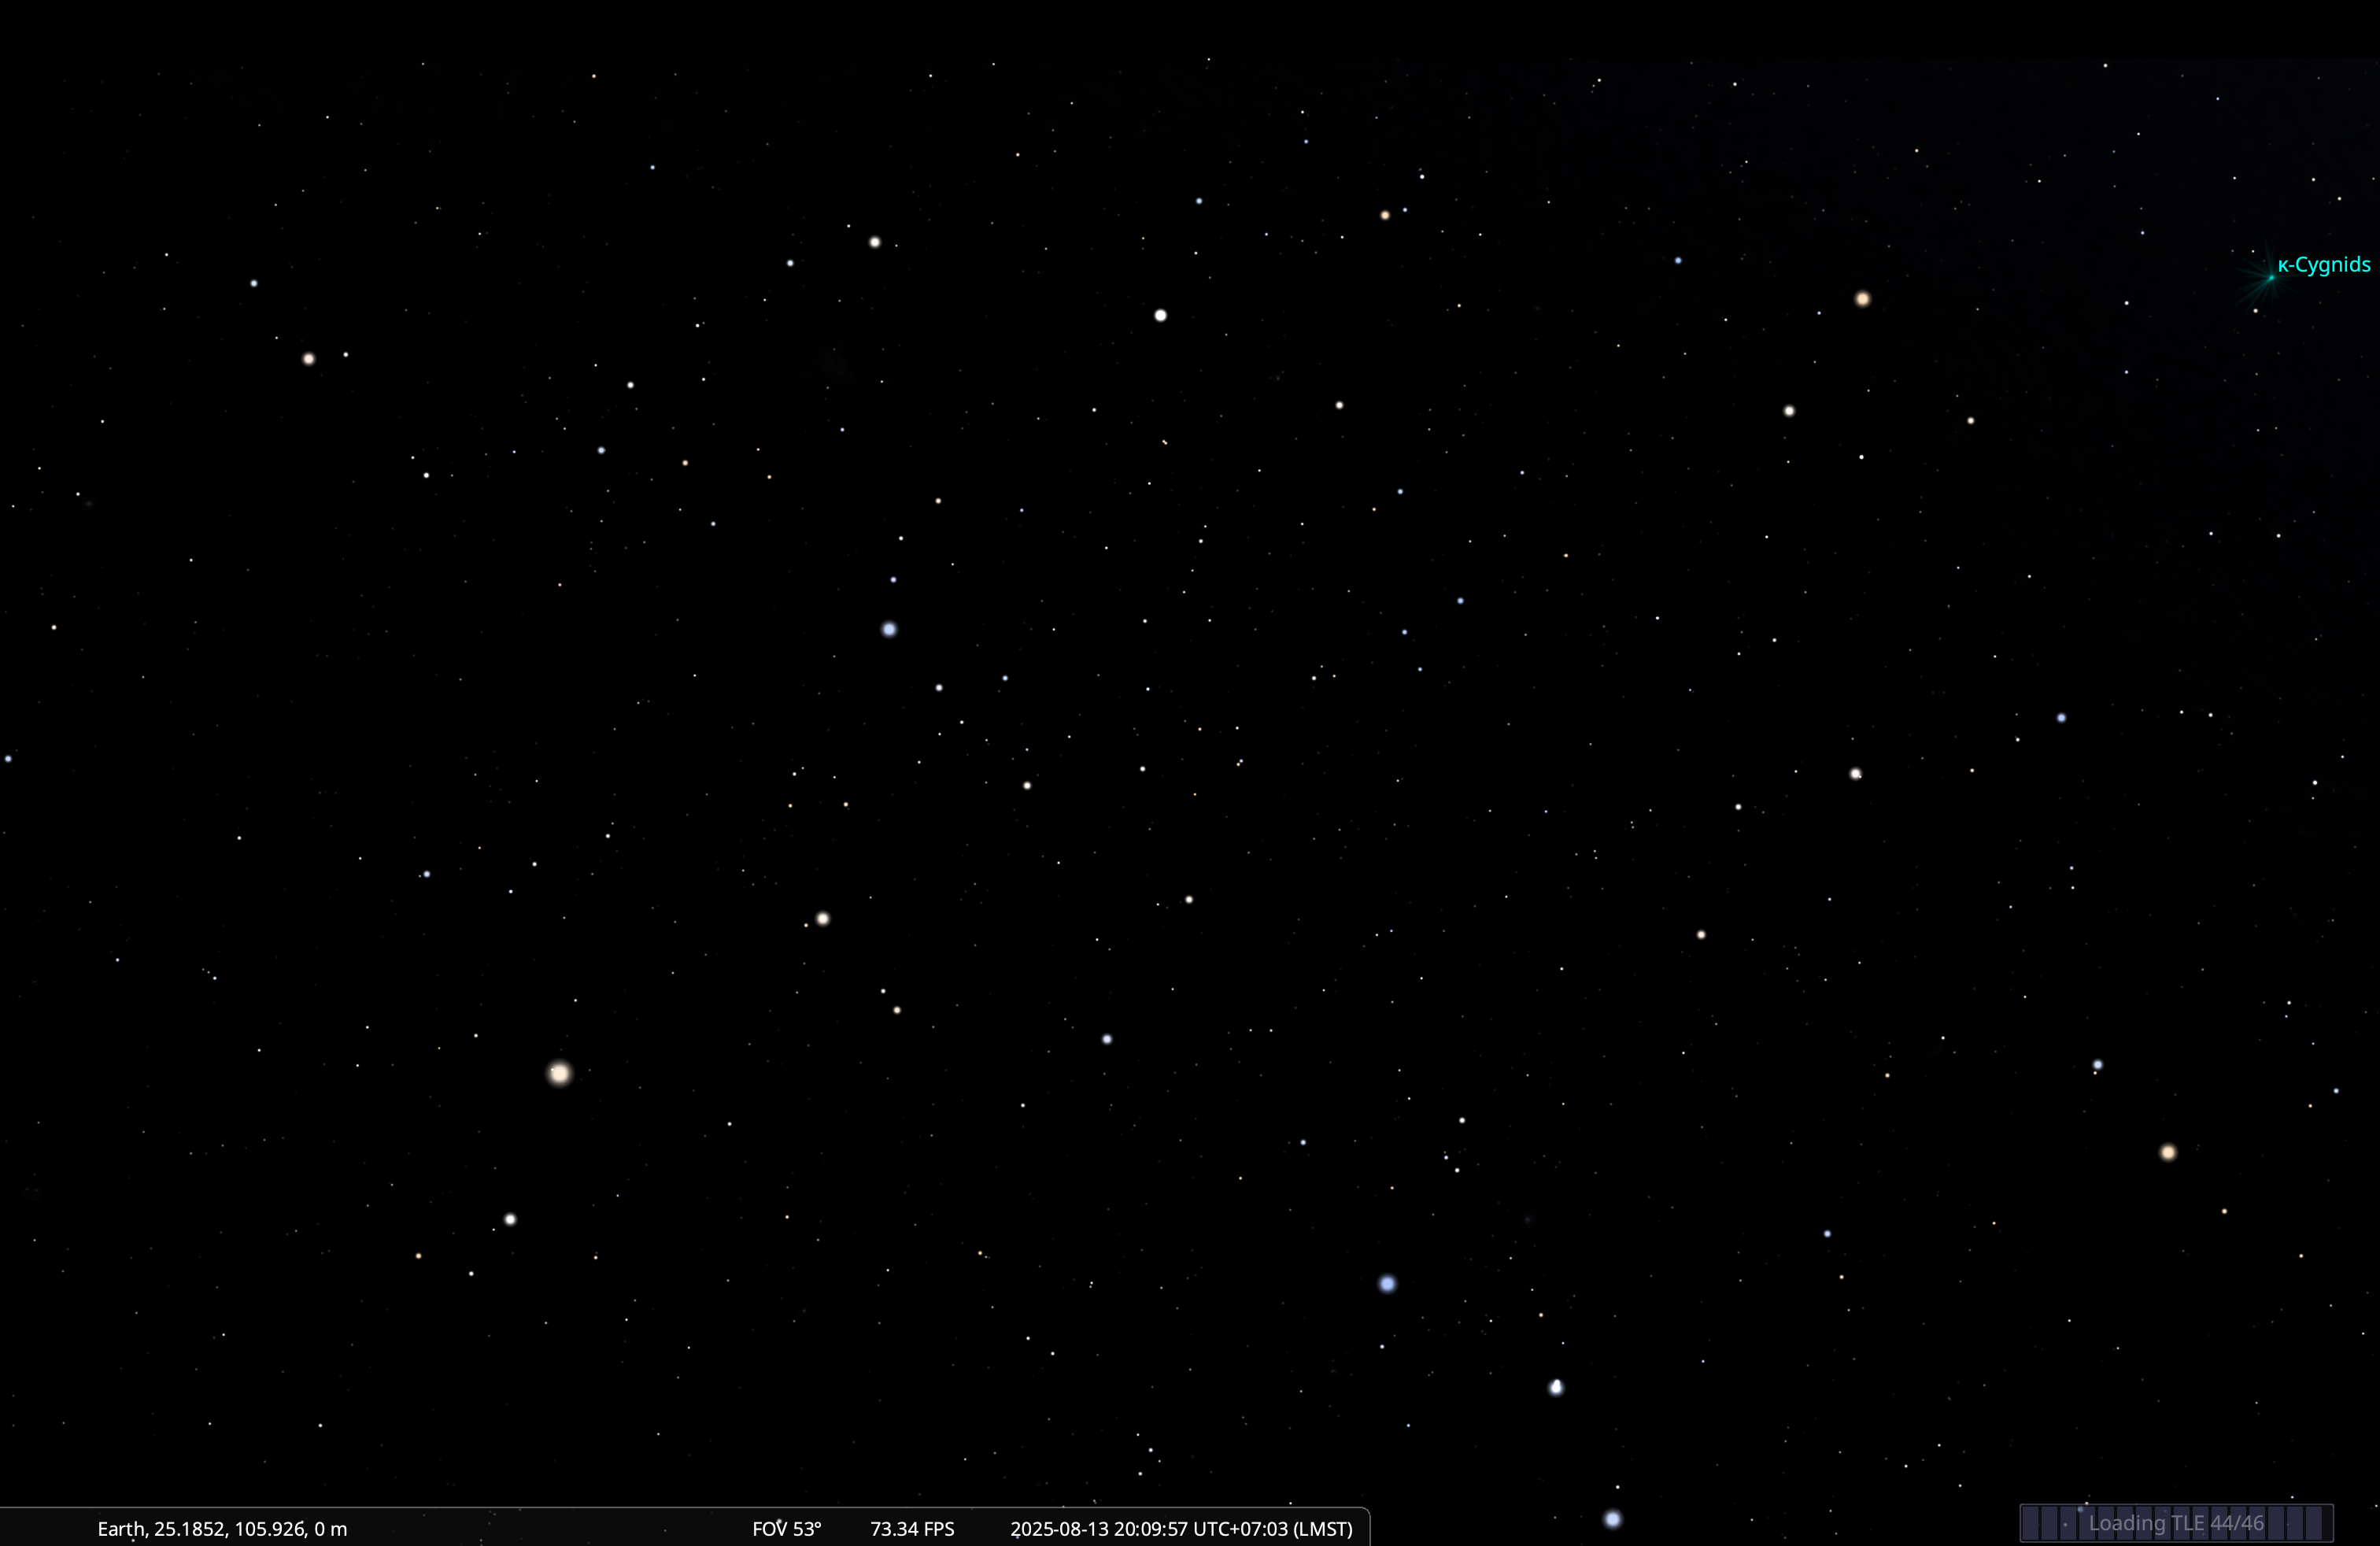 κ-Cygnids
Earth, 25.1852, 105.926, 0 m FOV 53° 73.34 FPS 2025-08-13 20:09:57 UTC+07:03 (LMST)
Loading TLE 44/46